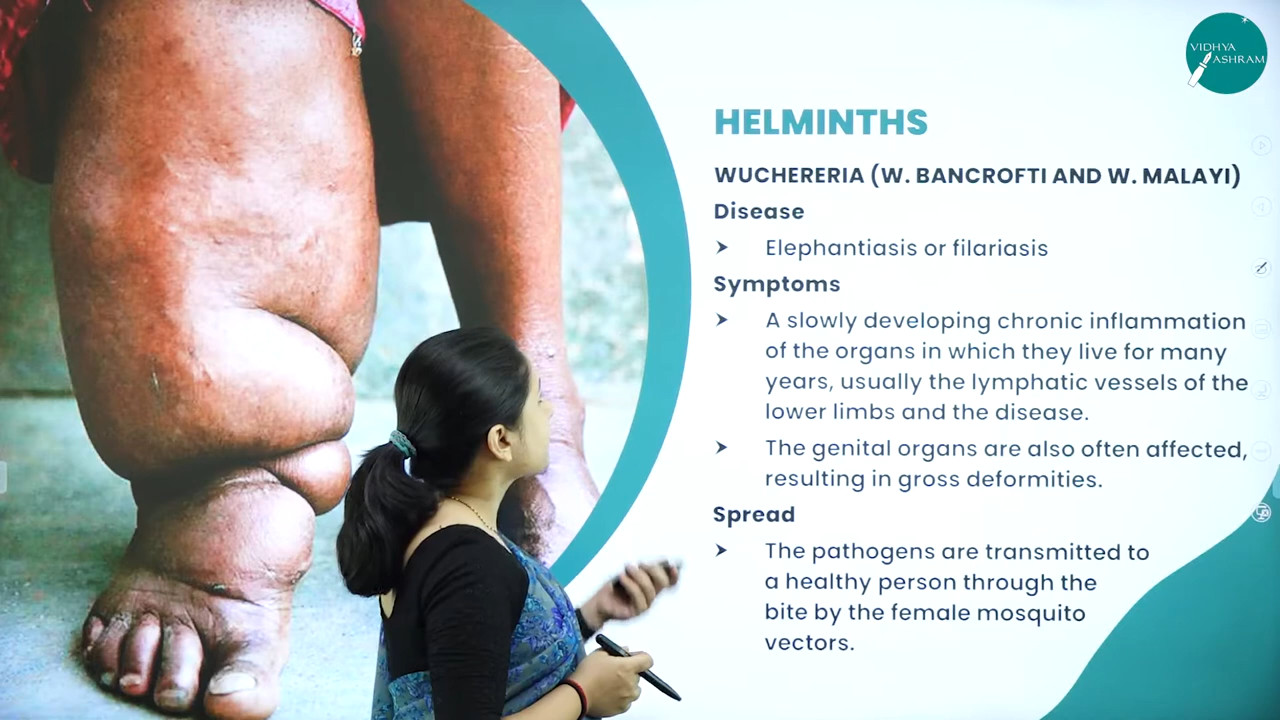 VIDHYA
ASHRAM
HELMINTHS
WUCHERERIA (W. BANCROFTI AND W. MALAYI)
Disease
➤ Elephantiasis or filariasis
Symptoms
➤ A slowly developing chronic inflammation
of the organs in which they live for many
years, usually the lymphatic vessels of the
lower limbs and the disease.
➤ The genital organs are also often affected,
resulting in gross deformities.
Spread
➤ The pathogens are transmitted to
a healthy person through the
bite by the female mosquito
vectors.